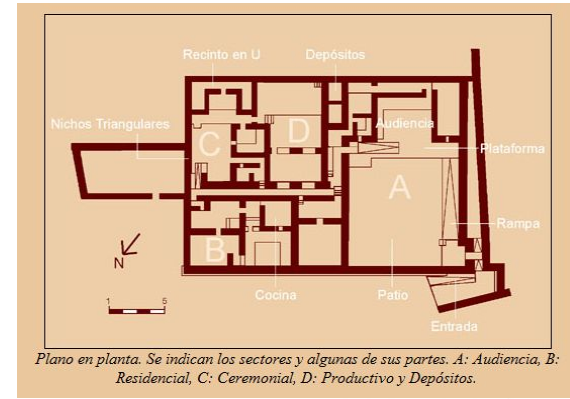 Recinto en U
Depósitos
Nichos Triangulares
C
D
Audiencia
Plataforma
A
Rampa
B
N
1 5
Cocina
Patio
Entrada
Plano en planta. Se indican los sectores y algunas de sus partes. A: Audiencia, B:
Residencial, C: Ceremonial, D: Productivo y Depósitos.